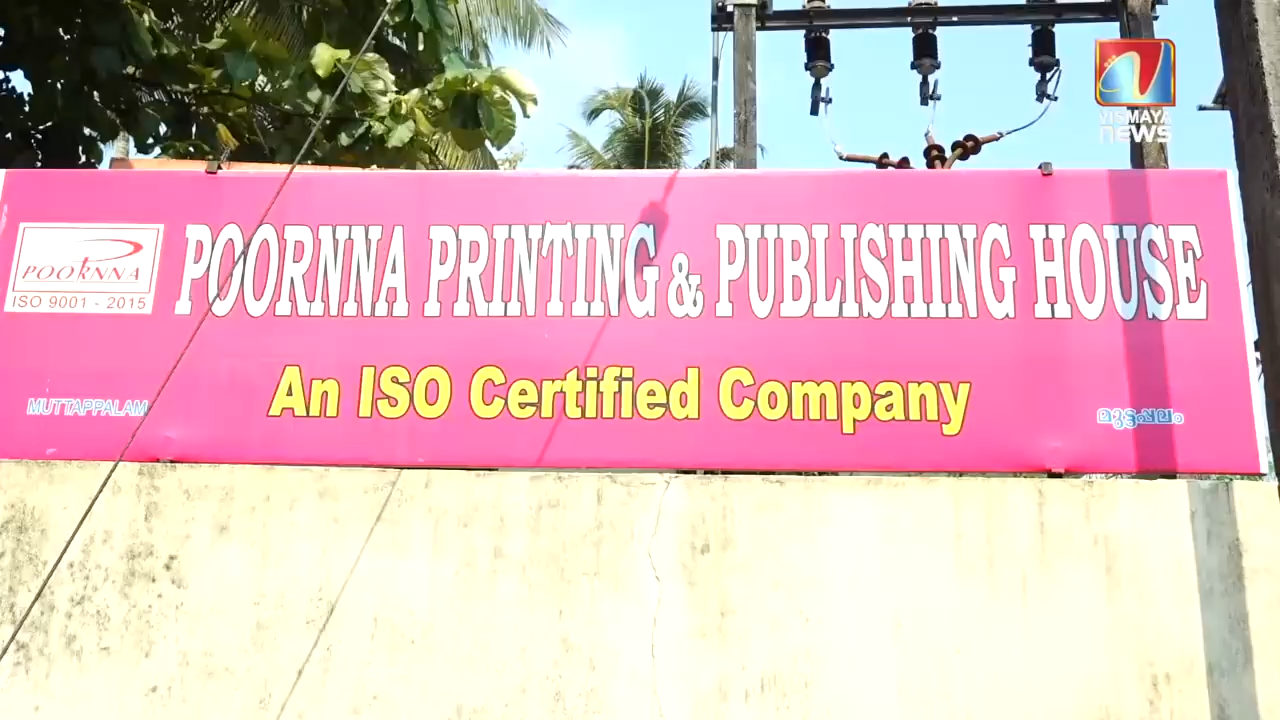 VISMAYA
NEWS
POORNNA
ISO 9001 - 2015
POORNNA PRINTING & PUBLISHING HOUSE
An ISO Certified Company
MUTTAPPALAM
മുട്ടപ്പലം